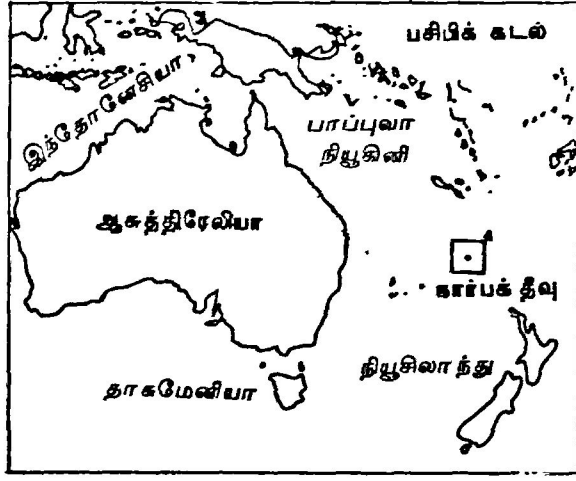 பசிபிக் கடல்
இந்தோனேசியா
பாப்புவா
நியூகினி
ஆசுத்திரேலியா
நார்பக் தீவு
நியூசிலாந்து
தாசுமேனியா